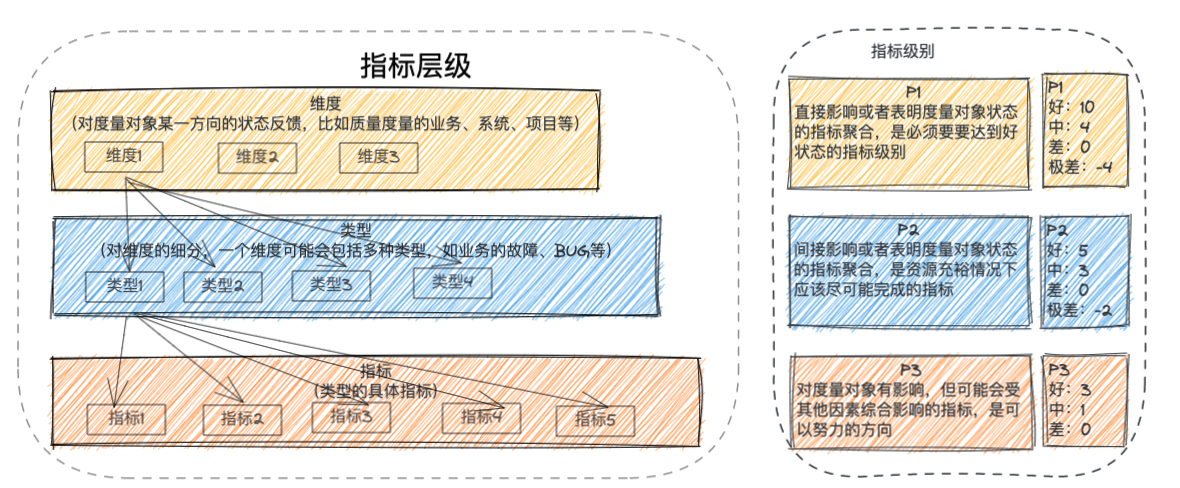 指标层级
维度
（对度量对象某一方向的状态反馈，比如质量度量的业务、系统、项目等）
维度1
维度2
维度3
类型
（对维度的细分，一个维度可能会包括多种类型，如业务的故障、BUG等）
类型1
类型2
类型3
类型4
指标
（类型的具体指标）
指标1
指标2
指标3
指标4
指标5
指标级别
P1
直接影响或者表明度量对象状态
的指标聚合，是必须要要达到好
状态的指标级别
P1
好：10
中：4
差：0
极差：-4
P2
间接影响或者表明度量对象状态
的指标聚合，是资源充裕情况下
应该尽可能完成的指标
P2
好：5
中：3
差：0
极差：-2
P3
对度量对象有影响，但可能会受
其他因素综合影响的指标，是可
以努力的方向
P3
好：3
中：1
差：0